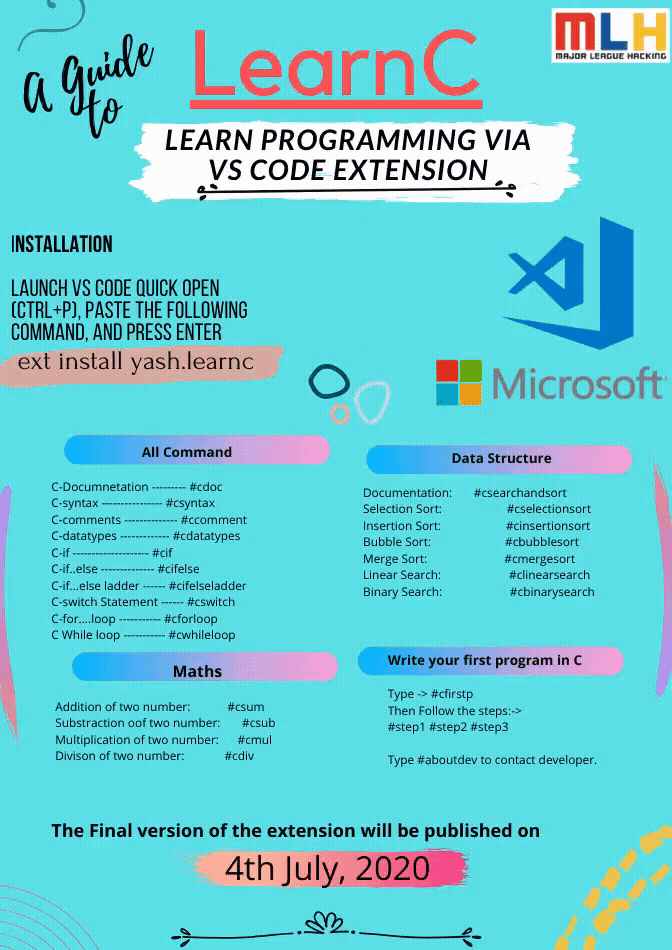 A Guide
to
LearnC
MLH
MAJOR LEAGUE HACKING
LEARN PROGRAMMING VIA
VS CODE EXTENSION
INSTALLATION
LAUNCH VS CODE QUICK OPEN
(CTRL+P), PASTE THE FOLLOWING
COMMAND, AND PRESS ENTER
ext install yash.learnc
Microsoft
All Command
C-Documnetation --------- #cdoc
C-syntax ---------------- #csyntax
C-comments -------------- #ccomment
C-datatypes ------------- #cdatatypes
C-if -------------------- #cif
C-if..else -------------- #cifelse
C-if...else ladder ------ #cifelseladder
C-switch Statement ------ #cswitch
C-for....loop ----------- #cforloop
C While loop ----------- #cwhileloop
Data Structure
Documentation: #csearchandsort
Selection Sort: #cselectionsort
Insertion Sort: #cinsertionsort
Bubble Sort: #cbubblesort
Merge Sort: #cmergesort
Linear Search: #clinearsearch
Binary Search: #cbinarysearch
Maths
Addition of two number: #csum
Substraction oof two number: #csub
Multiplication of two number: #cmul
Divison of two number: #cdiv
Write your first program in C
Type -> #cfirstp
Then Follow the steps:->
#step1 #step2 #step3
Type #aboutdev to contact developer.
The Final version of the extension will be published on
4th July, 2020